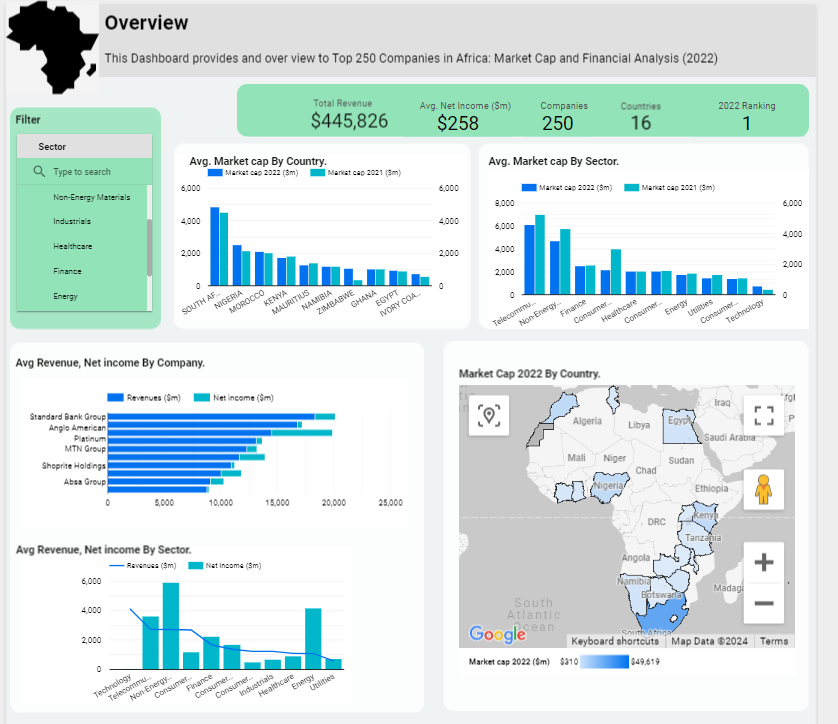 Overview
This Dashboard provides and over view to Top 250 Companies in Africa: Market Cap and Financial Analysis (2022)
Total Revenue
$445,826
Avg. Net Income ($m)
$258
Companies
250
Countries
16
2022 Ranking
1
Filter
Sector
Type to search
Non-Energy Materials
Industrials
Healthcare
Finance
Energy
Avg. Market cap By Country.
Market cap 2022 ($m) Market cap 2021 ($m)
6,000 6,000
4,000 4,000
2,000 2,000
0 0
SOUTH AF... NIGERIA MOROCCO KENYA MAURITIUS NAMIBIA ZIMBABWE GHANA EGYPT IVORY COA...
Avg. Market cap By Sector.
Market cap 2022 ($m) Market cap 2021 ($m)
8,000 6,000
6,000 4,000
4,000
2,000 2,000
0 0
Telecommu... Non-Energy... Finance Consumer... Healthcare Consumer... Energy Utilities Consumer... Technology
Avg Revenue, Net income By Company.
Revenues ($m) Net income ($m)
Standard Bank Group
Anglo American
Platinum
MTN Group
Shoprite Holdings
Absa Group
0 5,000 10,000 15,000 20,000 25,000
Avg Revenue, Net income By Sector.
Revenues ($m) Net income ($m)
6,000
4,000
2,000
0
Technology Telecommu... Non-Energy... Consumer... Finance Consumer... Consumer... Industrials Healthcare Energy Utilities
Market Cap 2022 By Country.
Iraq
Algeria
Libya
Egypt
Saudi Arabia
Mali
Niger
Chad
Sudan
Nigeria
Ethiopia
Kenya
DRC
Tanzania
Angola
Namibia
Botswana
Madag
South
Atlantic
Ocean
South Africa
Google
Keyboard shortcuts Map Data ©2024 Terms
Market cap 2022 ($m) $310 $49,619